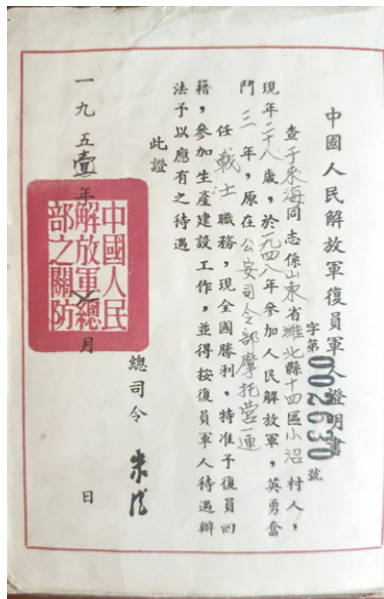 中國人民解放軍復員軍人證明書
字第002630號
查于來海同志係山東省濰北縣十四區小沼村人,
現年二十八歲,於一九四八年參加人民解放軍,英勇奮
鬥三年,原在公安司令部摩托营一連
任戰士職務,現全國勝利,特准予復員回
籍,參加生產建設工作,並得按復員軍人待遇辦
法予以應有之待遇
此證
總司令 朱德
一九五壹年 月 日
中國人民
解放軍總
部之關防